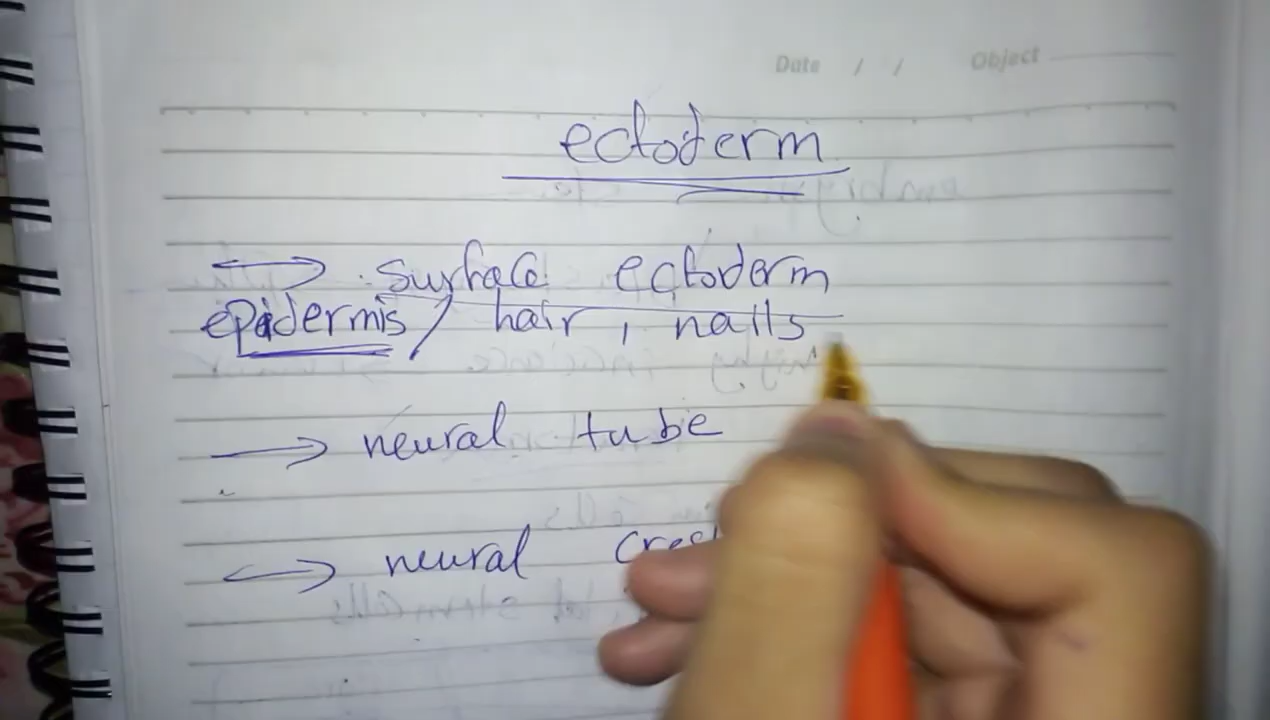 Date / / Object
ectoderm
→ surface ectoderm
epidermis, hair, nails
→ neural tube
→ neural